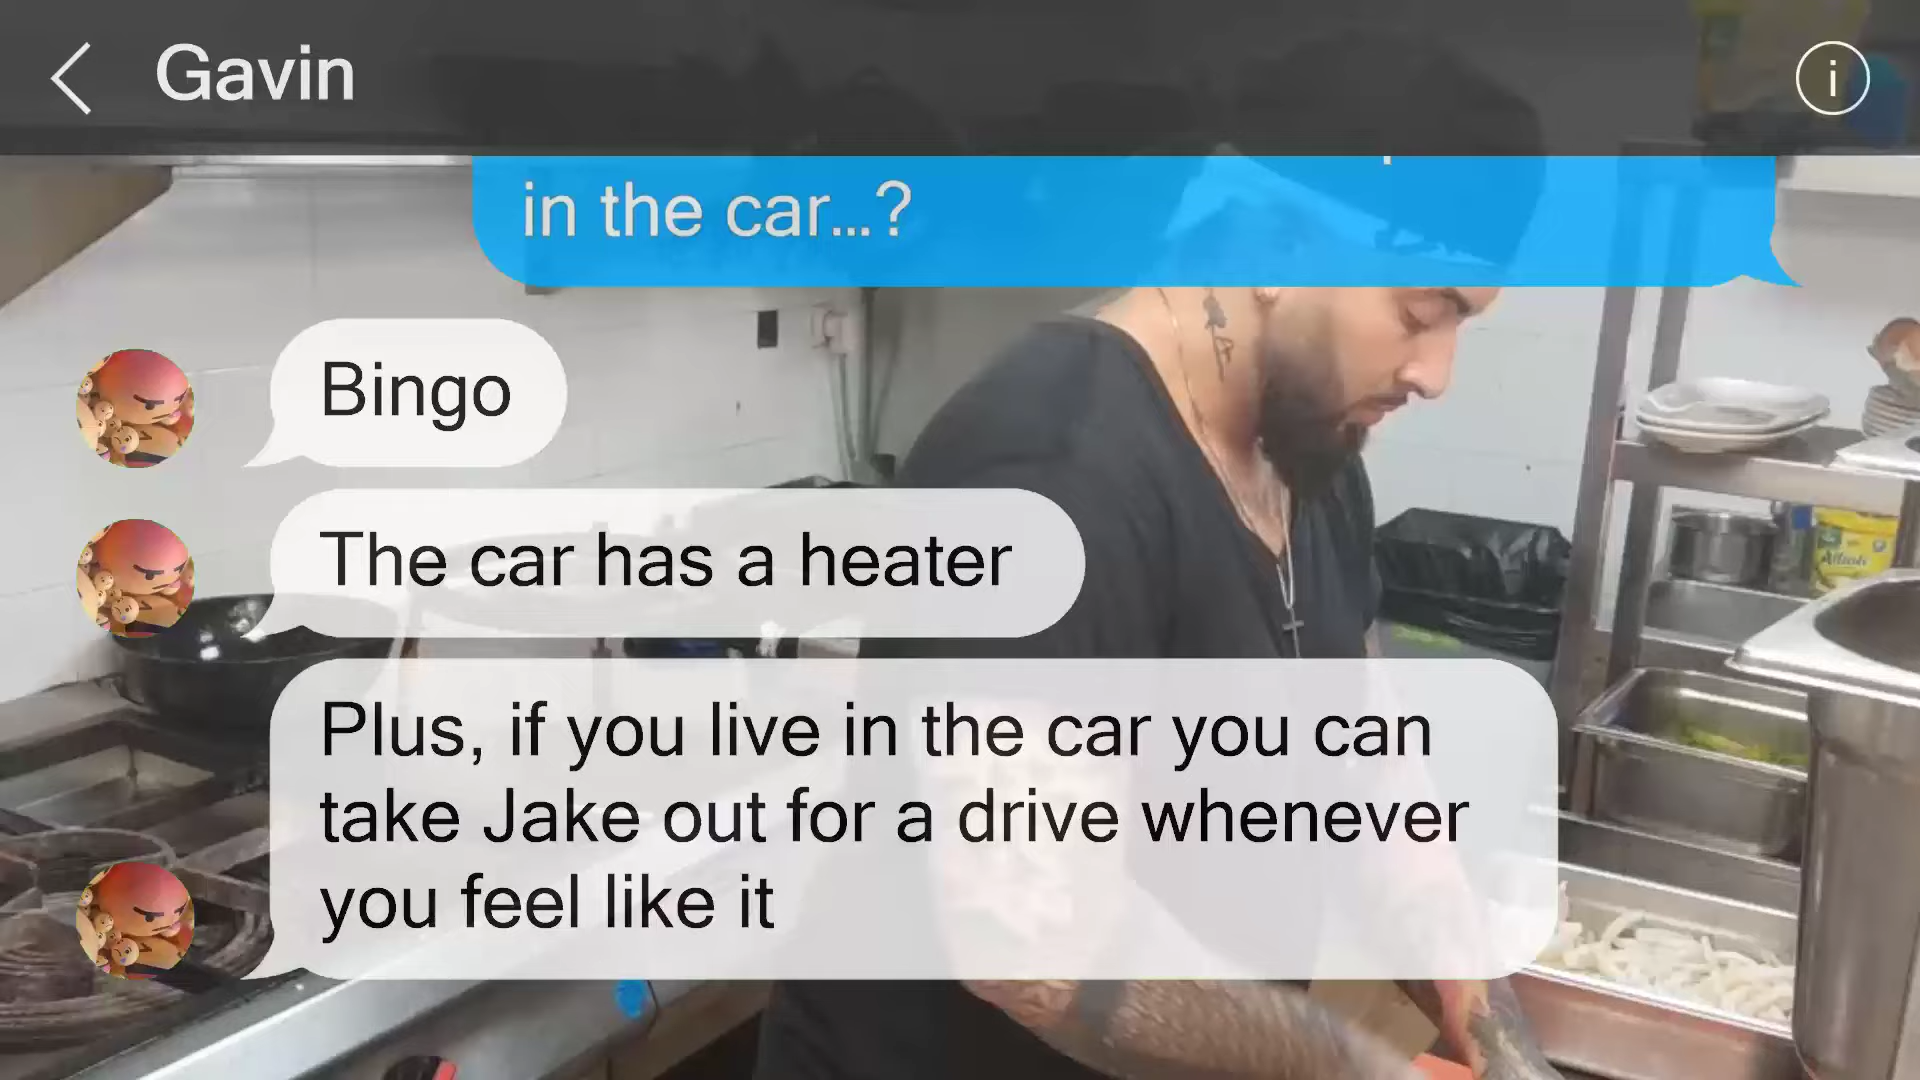 Gavin
i
in the car...?
Bingo
The car has a heater
Plus, if you live in the car you can
take Jake out for a drive whenever
you feel like it